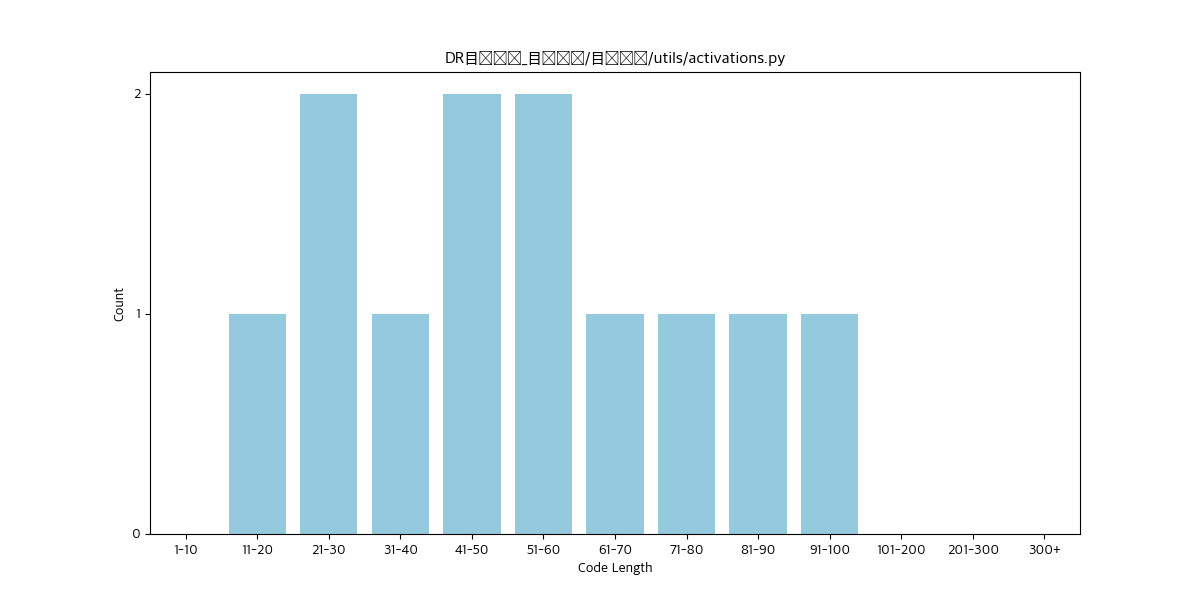 DR目□□□_目□□□/目□□□/utils/activations.py
Count
2
1
0
1-10 11-20 21-30 31-40 41-50 51-60 61-70 71-80 81-90 91-100 101-200 201-300 300+
Code Length